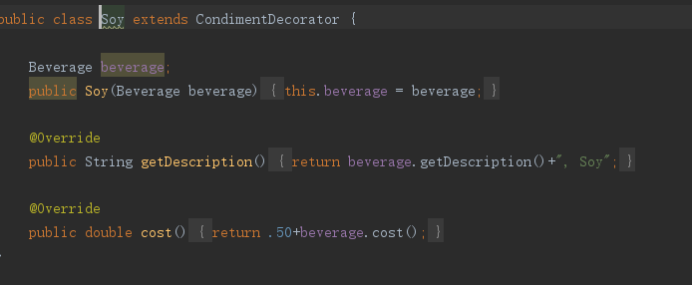 public class Soy extends CondimentDecorator {
Beverage beverage;
public Soy(Beverage beverage) { this.beverage = beverage; }
@Override
public String getDescription() { return beverage.getDescription()+", Soy"; }
@Override
public double cost() { return .50+beverage.cost(); }